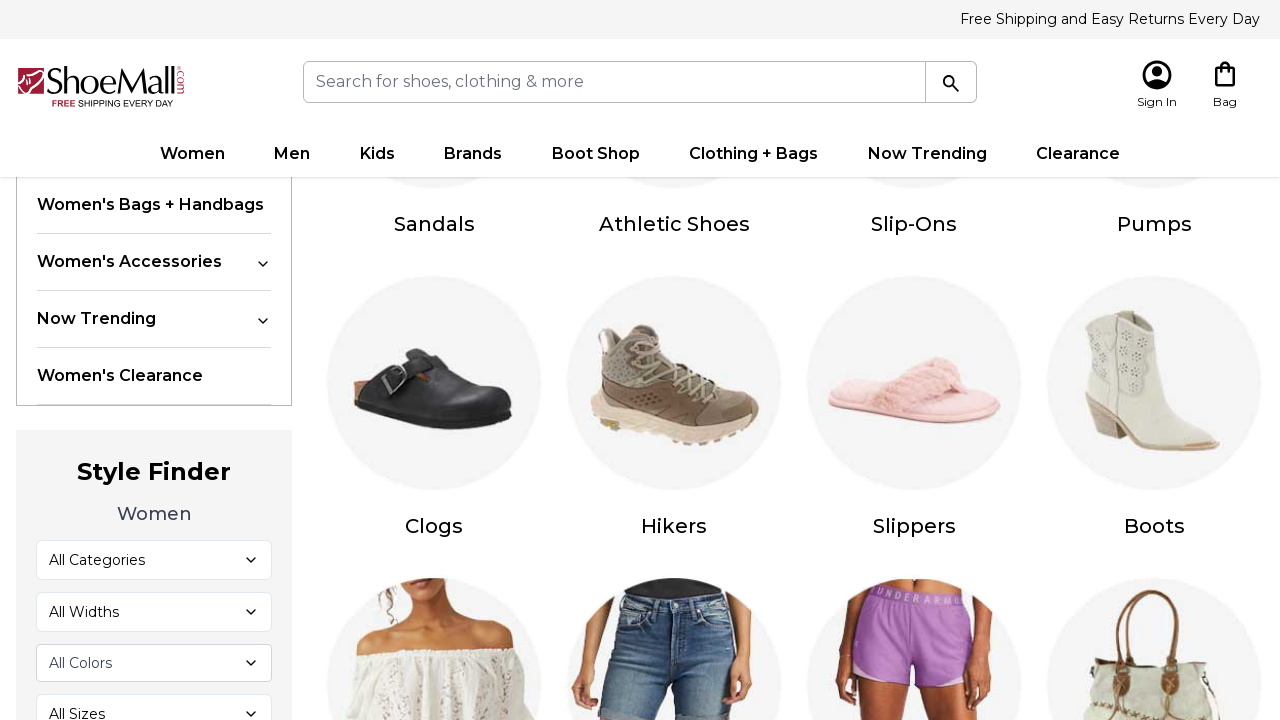 Free Shipping and Easy Returns Every Day
ShoeMall.com
FREE SHIPPING EVERY DAY
Search for shoes, clothing & more
Sign In
Bag
Women Men Kids Brands Boot Shop Clothing + Bags Now Trending Clearance
Women's Bags + Handbags
Women's Accessories
Now Trending
Women's Clearance
Style Finder
Women
All Categories
All Widths
All Colors
All Sizes
Sandals Athletic Shoes Slip-Ons Pumps
Clogs Hikers Slippers Boots
UNDER ARMOUR